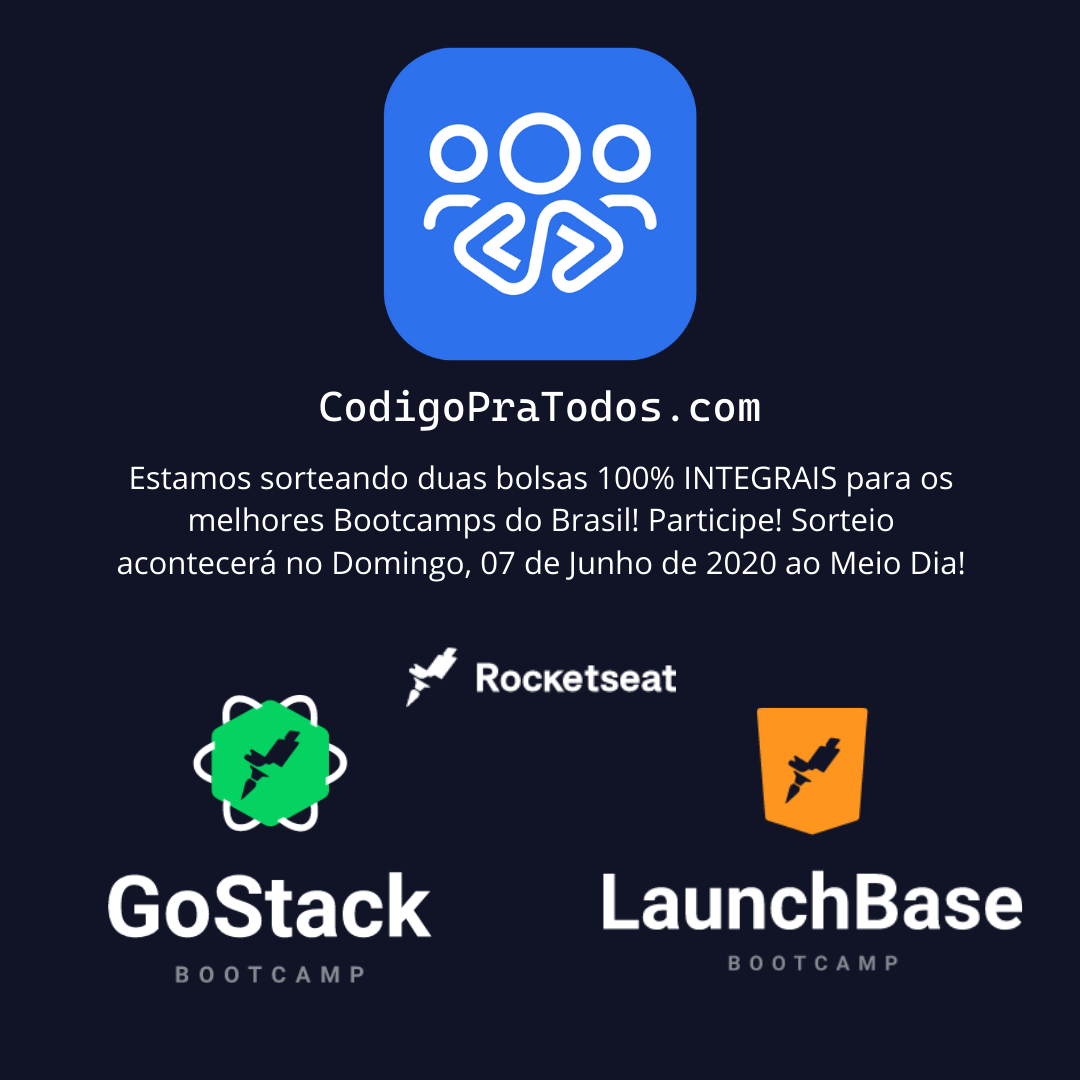 CodigoPraTodos.com
Estamos sorteando duas bolsas 100% INTEGRAIS para os
melhores Bootcamps do Brasil! Participe! Sorteio
acontecerá no Domingo, 07 de Junho de 2020 ao Meio Dia!
Rocketseat
GoStack
BOOTCAMP
LaunchBase
BOOTCAMP